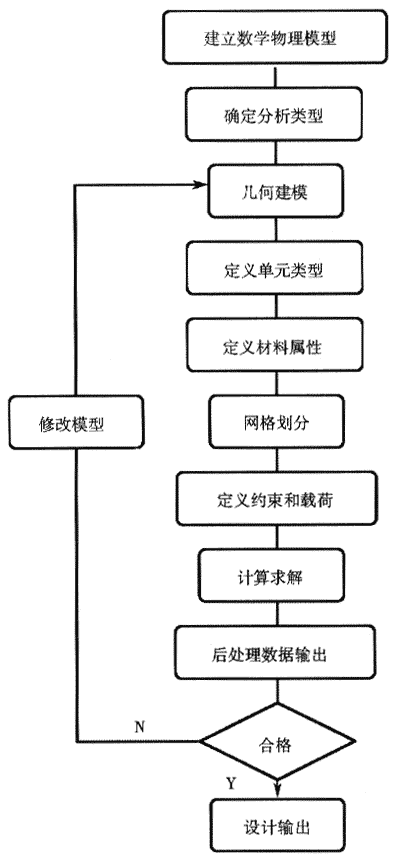 建立数学物理模型
确定分析类型
几何建模
定义单元类型
定义材料属性
修改模型
网格划分
定义约束和载荷
计算求解
后处理数据输出
N
合格
Y
设计输出